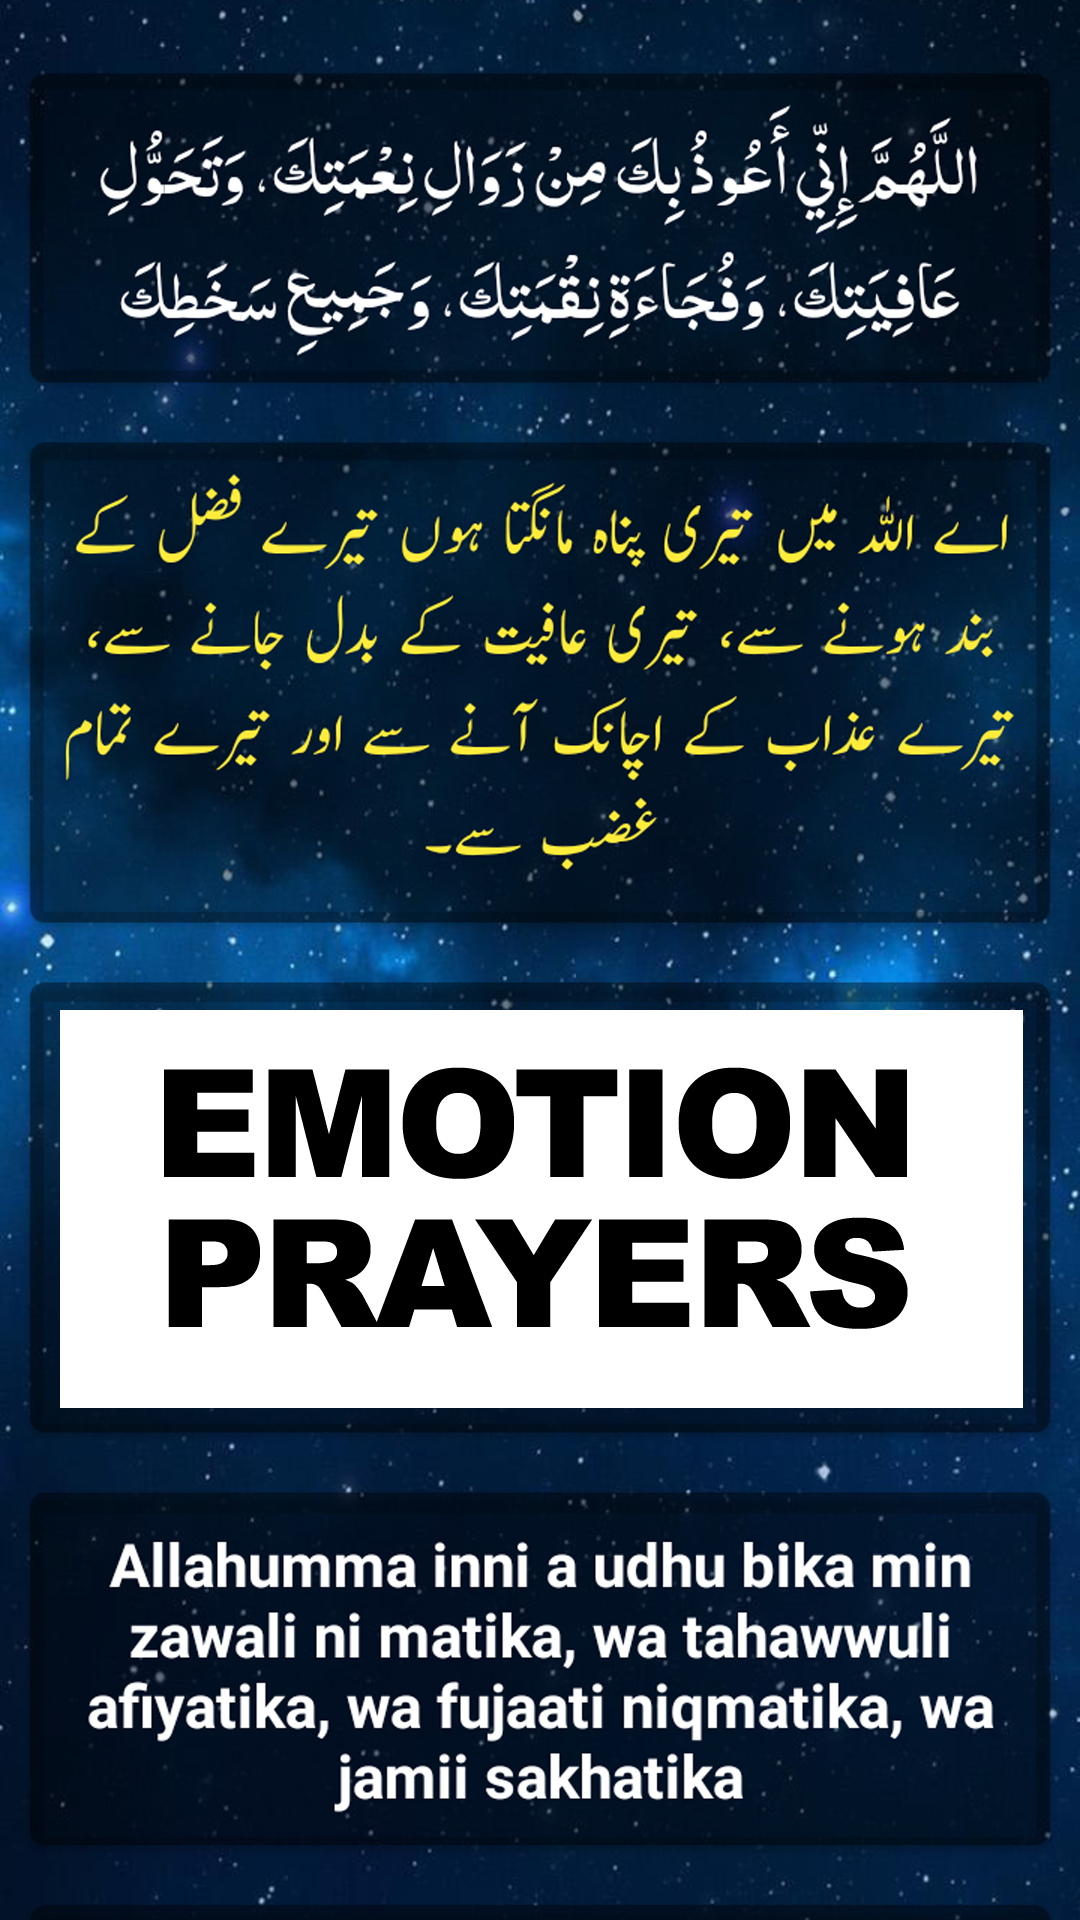 اللَّهُمَّ إِنِّي أَعُوذُ بِكَ مِنْ زَوَالِ نِعْمَتِكَ، وَتَحَوُّلِ
عَافِيَتِكَ، وَفُجَاءَةِ نِقْمَتِكَ، وَجَمِيعِ سَخَطِكَ
اے اللہ میں تیری پناہ مانگتا ہوں تیرے فضل کے
بند ہونے سے، تیری عافیت کے بدل جانے سے،
تیرے عذاب کے اچانک آنے سے اور تیرے تمام
غضب سے۔
EMOTION
PRAYERS
Allahumma inni a udhu bika min
zawali ni matika, wa tahawwuli
afiyatika, wa fujaati niqmatika, wa
jamii sakhatika